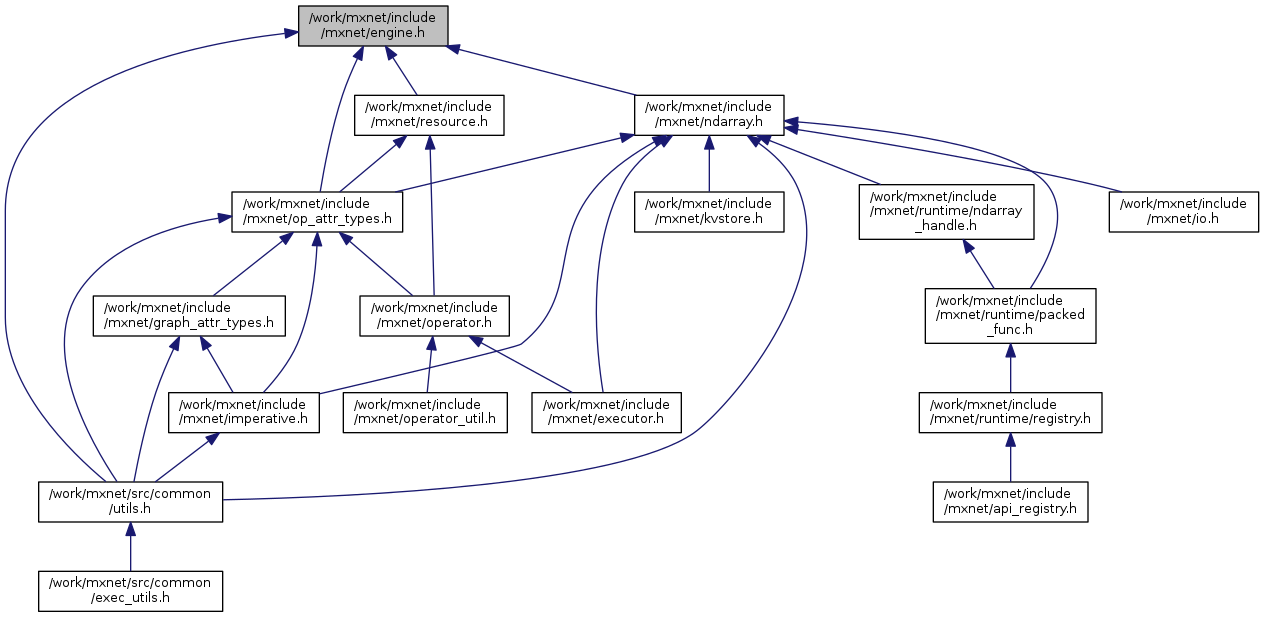 /work/mxnet/include
/mxnet/engine.h
/work/mxnet/include
/mxnet/resource.h
/work/mxnet/include
/mxnet/ndarray.h
/work/mxnet/include
/mxnet/op_attr_types.h
/work/mxnet/include
/mxnet/kvstore.h
/work/mxnet/include
/mxnet/runtime/ndarray
_handle.h
/work/mxnet/include
/mxnet/io.h
/work/mxnet/include
/mxnet/graph_attr_types.h
/work/mxnet/include
/mxnet/operator.h
/work/mxnet/include
/mxnet/runtime/packed
_func.h
/work/mxnet/include
/mxnet/imperative.h
/work/mxnet/include
/mxnet/operator_util.h
/work/mxnet/include
/mxnet/executor.h
/work/mxnet/include
/mxnet/runtime/registry.h
/work/mxnet/src/common
/utils.h
/work/mxnet/include
/mxnet/api_registry.h
/work/mxnet/src/common
/exec_utils.h